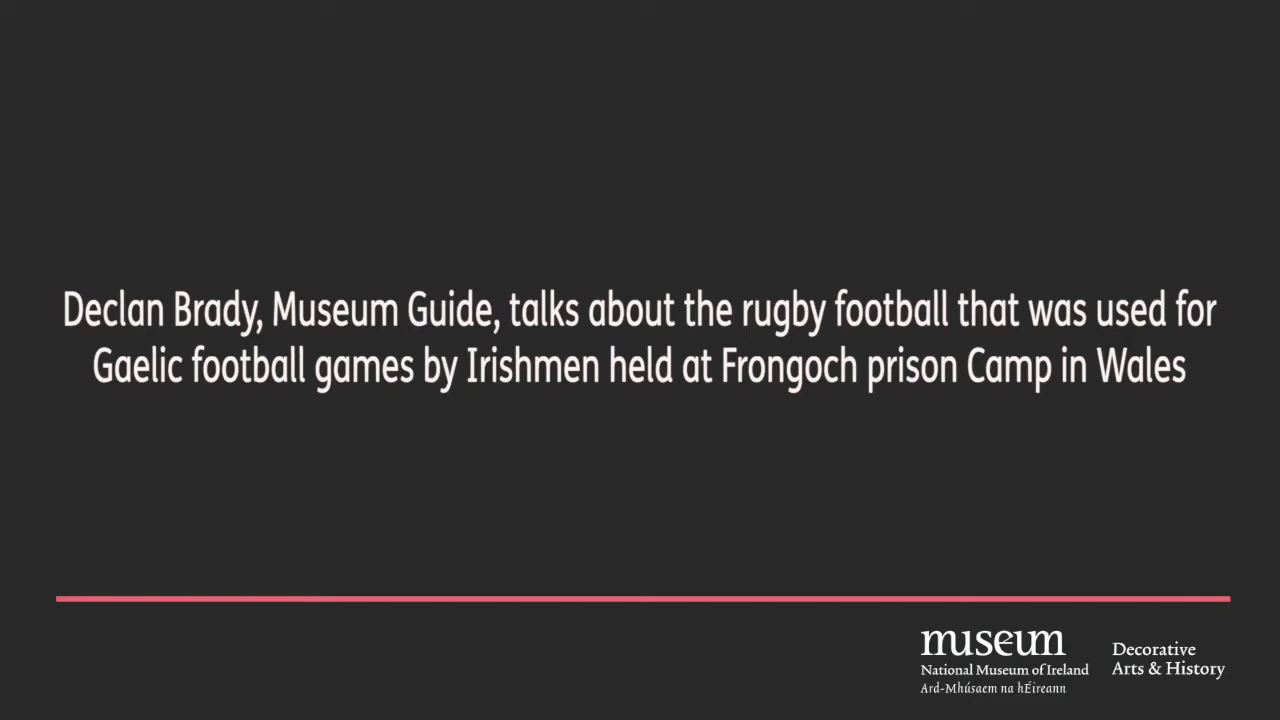 Declan Brady, Museum Guide, talks about the rugby football that was used for
Gaelic football games by Irishmen held at Frongoch prison Camp in Wales
museum
National Museum of Ireland
Ard-Mhúsaem na hÉireann
Decorative
Arts & History